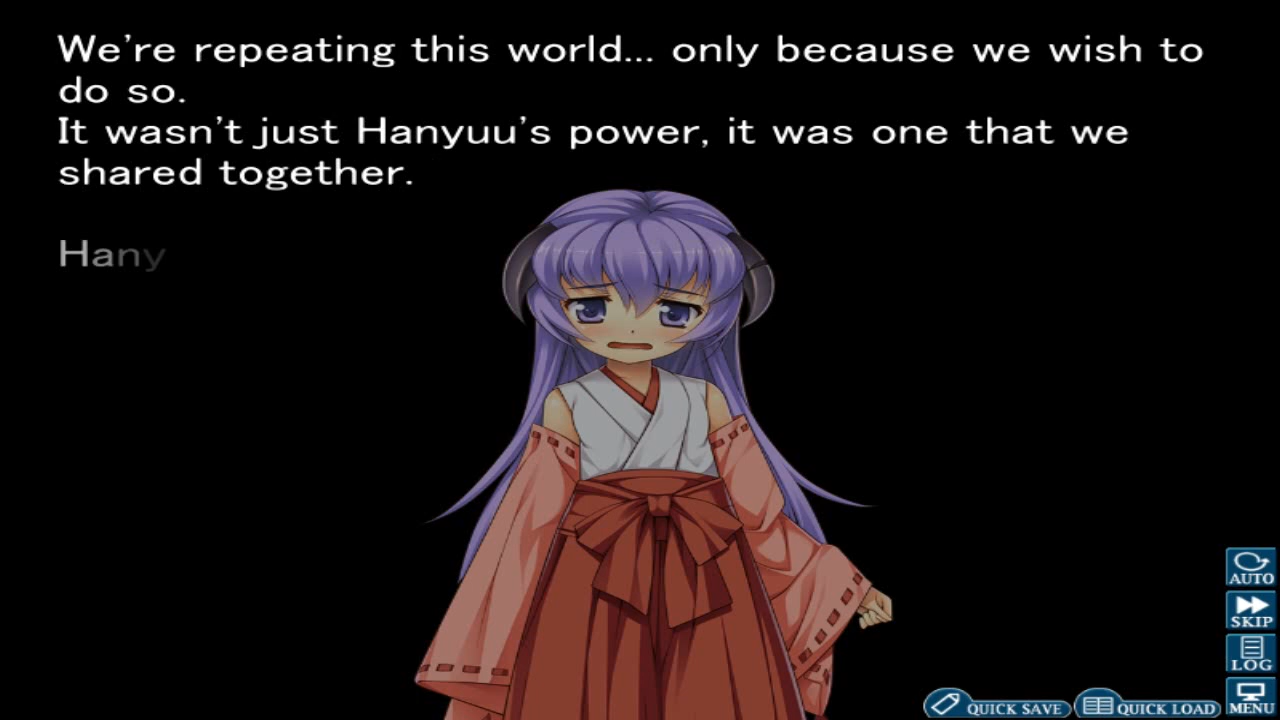 We're repeating this world... only because we wish to
do so.
It wasn't just Hanyuu's power, it was one that we
shared together.
Hany
AUTO
SKIP
LOG
QUICK SAVE
QUICK LOAD
MENU